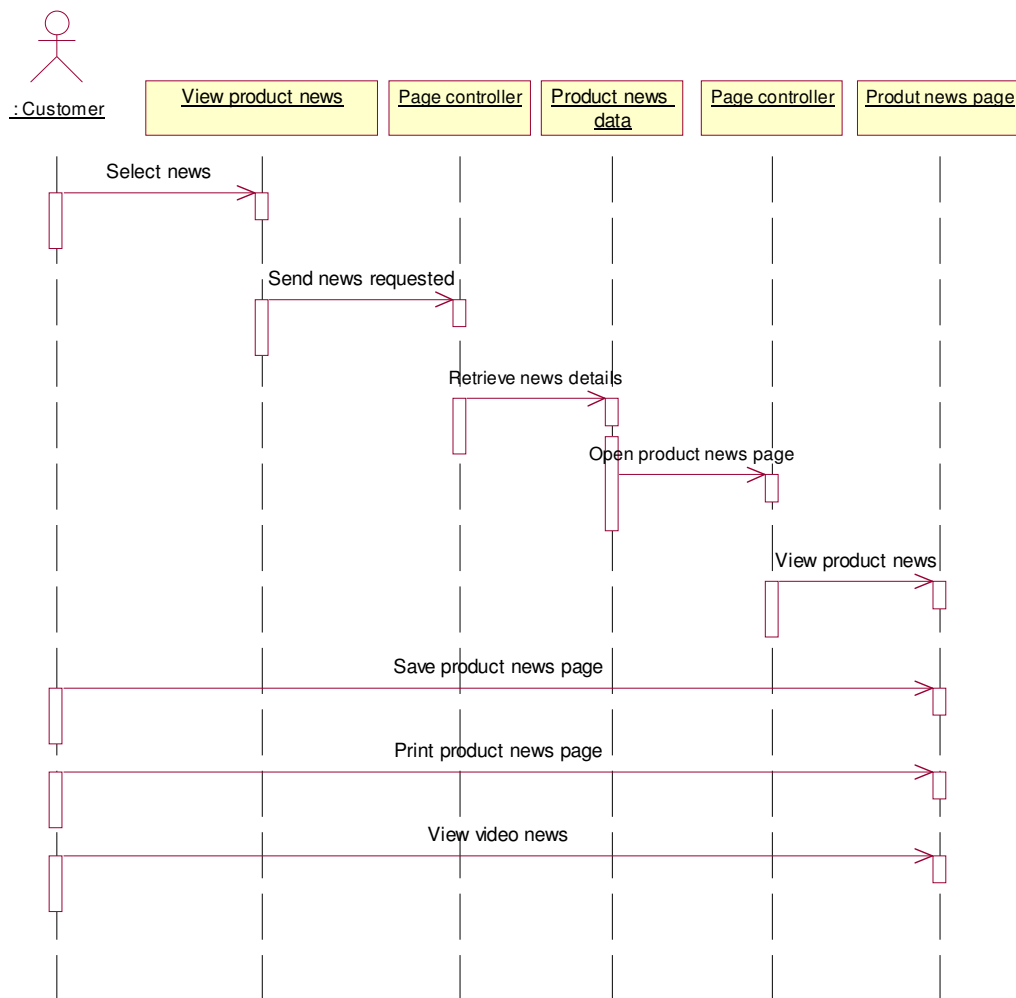 : Customer
View product news
Page controller
Product news
data
Page controller
Produt news page
Select news
Send news requested
Retrieve news details
Open product news page
View product news
Save product news page
Print product news page
View video news